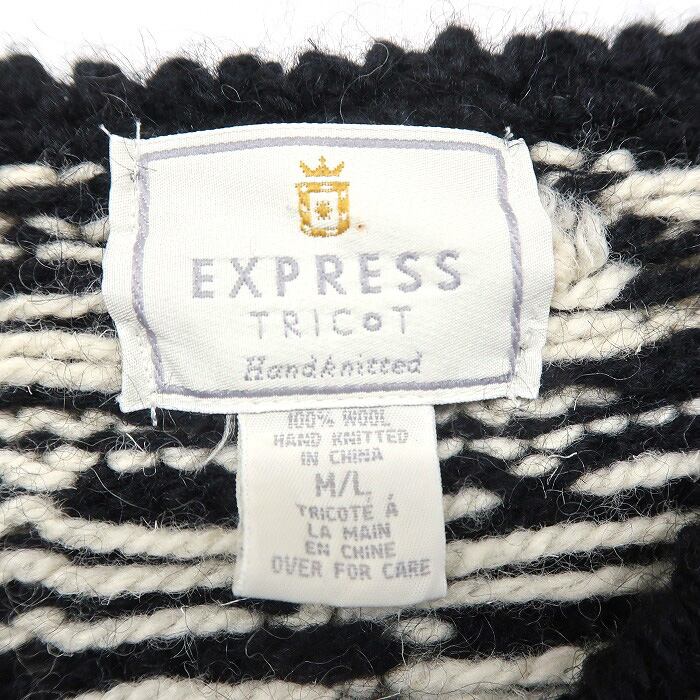 EXPRESS
TRICOT
Handknitted
100% WOOL
HAND KNITTED
IN CHINA
M/L
TRICOTÉ À
LA MAIN
EN CHINE
OVER FOR CARE